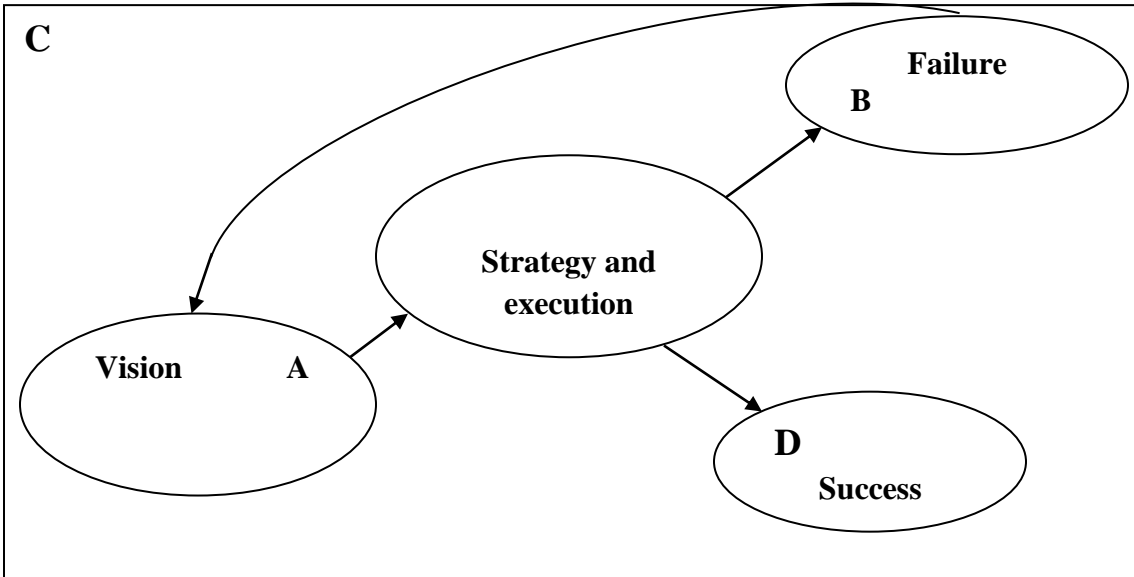 C
Failure
B
Strategy and
execution
Vision A
D
Success